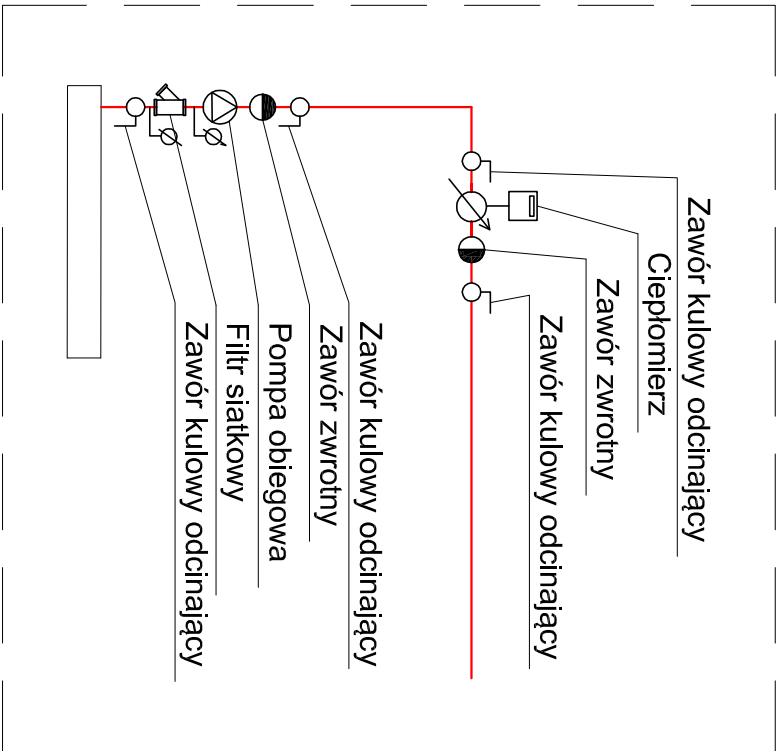 Zawór kulowy odcinający
Ciepłomierz
Zawór zwrotny
Zawór kulowy odcinający
Zawór kulowy odcinający
Zawór zwrotny
Pompa obiegowa
Filtr siatkowy
Zawór kulowy odcinający